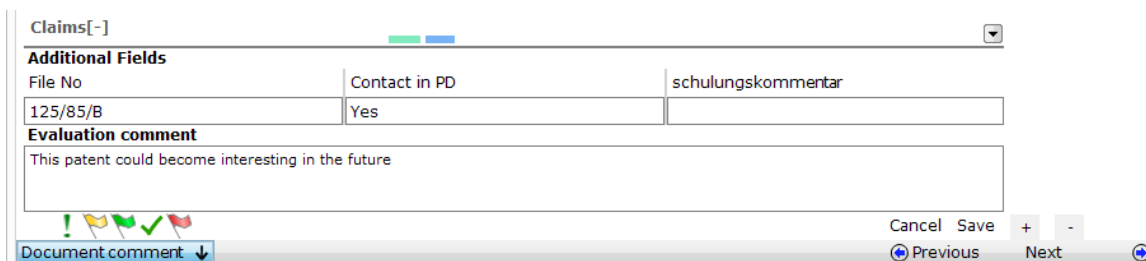 Claims[-]
Additional Fields
File No Contact in PD schulungskommentar
125/85/B Yes
Evaluation comment
This patent could become interesting in the future
Cancel Save + -
Document comment Previous Next